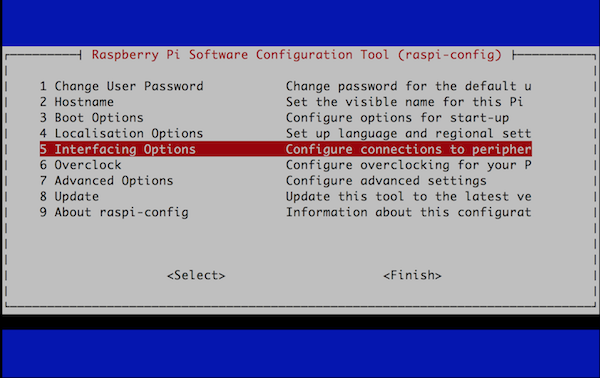 Raspberry Pi Software Configuration Tool (raspi-config)
1 Change User Password Change password for the default u
2 Hostname Set the visible name for this Pi
3 Boot Options Configure options for start-up
4 Localisation Options Set up language and regional sett
5 Interfacing Options Configure connections to peripher
6 Overclock Configure overclocking for your P
7 Advanced Options Configure advanced settings
8 Update Update this tool to the latest ve
9 About raspi-config Information about this configurat
<Select> <Finish>